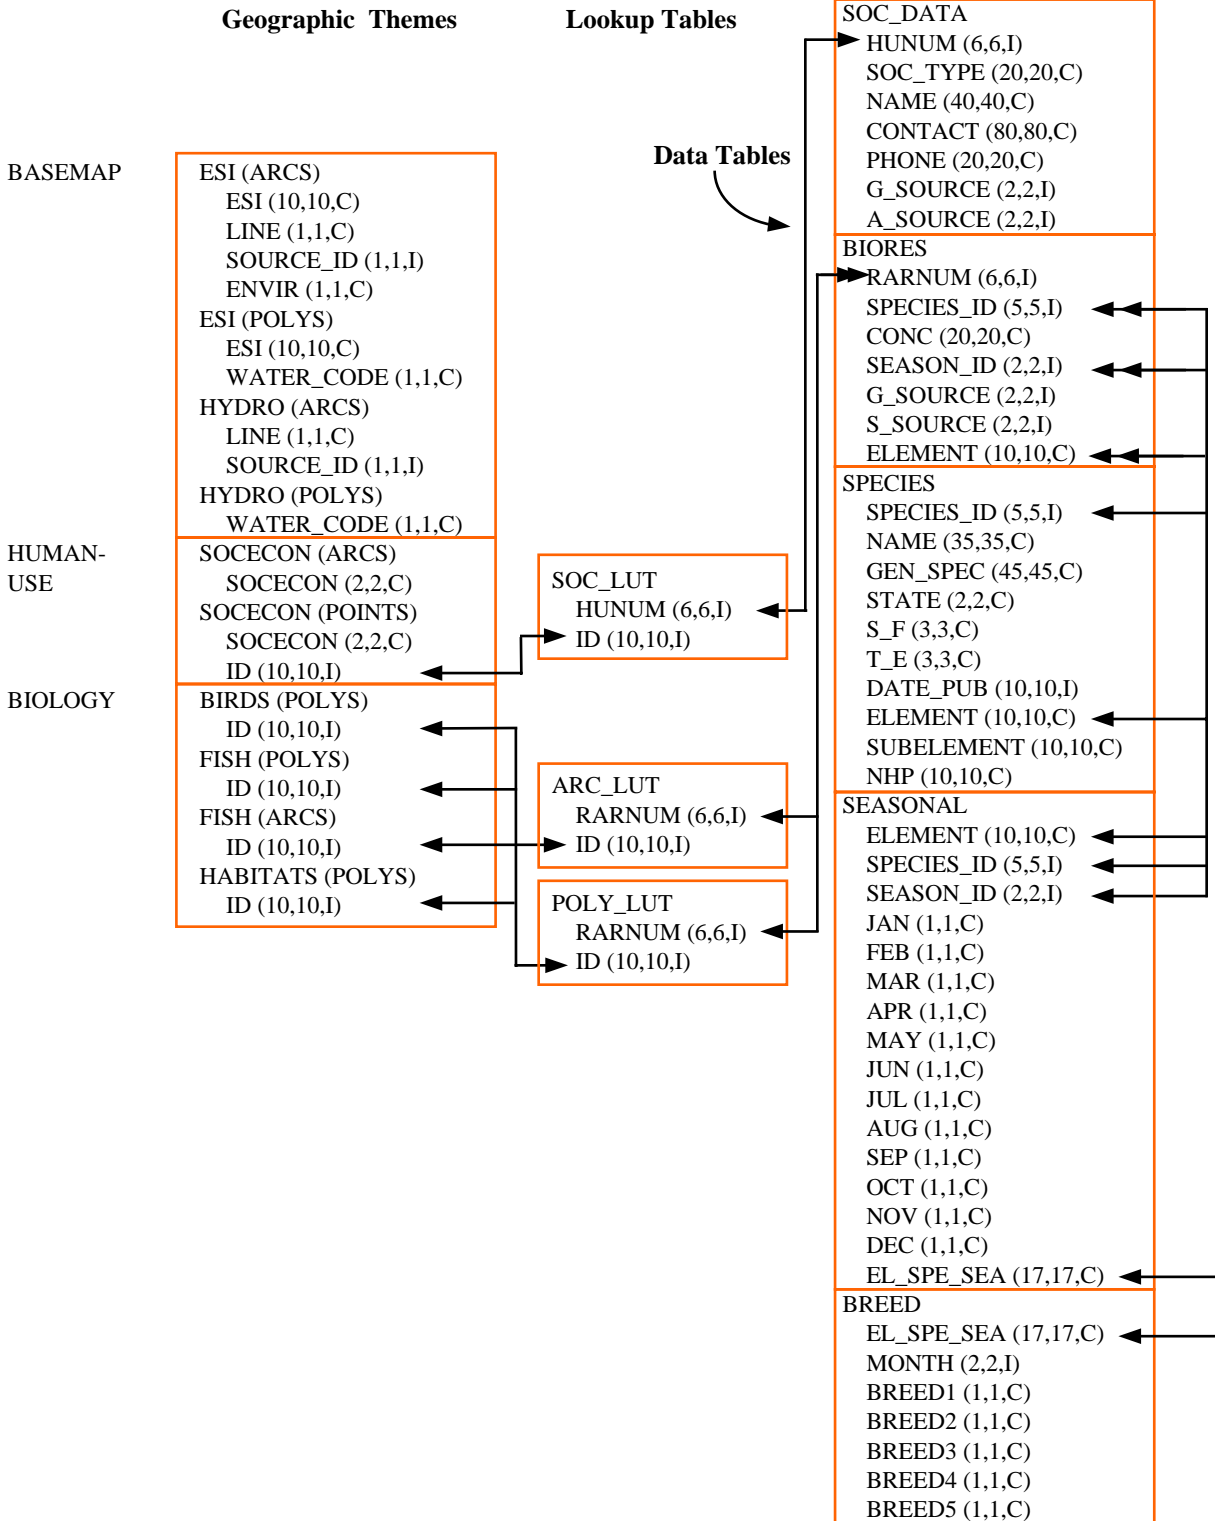 Geographic Themes
Lookup Tables
Data Tables
BASEMAP
ESI (ARCS)
ESI (10,10,C)
LINE (1,1,C)
SOURCE_ID (1,1,I)
ENVIR (1,1,C)
ESI (POLYS)
ESI (10,10,C)
WATER_CODE (1,1,C)
HYDRO (ARCS)
LINE (1,1,C)
SOURCE_ID (1,1,I)
HYDRO (POLYS)
WATER_CODE (1,1,C)
HUMAN-
USE
SOCECON (ARCS)
SOCECON (2,2,C)
SOCECON (POINTS)
SOCECON (2,2,C)
ID (10,10,I)
BIOLOGY
BIRDS (POLYS)
ID (10,10,I)
FISH (POLYS)
ID (10,10,I)
FISH (ARCS)
ID (10,10,I)
HABITATS (POLYS)
ID (10,10,I)
SOC_LUT
HUNUM (6,6,I)
ID (10,10,I)
ARC_LUT
RARNUM (6,6,I)
ID (10,10,I)
POLY_LUT
RARNUM (6,6,I)
ID (10,10,I)
SOC_DATA
HUNUM (6,6,I)
SOC_TYPE (20,20,C)
NAME (40,40,C)
CONTACT (80,80,C)
PHONE (20,20,C)
G_SOURCE (2,2,I)
A_SOURCE (2,2,I)
BIORES
RARNUM (6,6,I)
SPECIES_ID (5,5,I)
CONC (20,20,C)
SEASON_ID (2,2,I)
G_SOURCE (2,2,I)
S_SOURCE (2,2,I)
ELEMENT (10,10,C)
SPECIES
SPECIES_ID (5,5,I)
NAME (35,35,C)
GEN_SPEC (45,45,C)
STATE (2,2,C)
S_F (3,3,C)
T_E (3,3,C)
DATE_PUB (10,10,I)
ELEMENT (10,10,C)
SUBELEMENT (10,10,C)
NHP (10,10,C)
SEASONAL
ELEMENT (10,10,C)
SPECIES_ID (5,5,I)
SEASON_ID (2,2,I)
JAN (1,1,C)
FEB (1,1,C)
MAR (1,1,C)
APR (1,1,C)
MAY (1,1,C)
JUN (1,1,C)
JUL (1,1,C)
AUG (1,1,C)
SEP (1,1,C)
OCT (1,1,C)
NOV (1,1,C)
DEC (1,1,C)
EL_SPE_SEA (17,17,C)
BREED
EL_SPE_SEA (17,17,C)
MONTH (2,2,I)
BREED1 (1,1,C)
BREED2 (1,1,C)
BREED3 (1,1,C)
BREED4 (1,1,C)
BREED5 (1,1,C)